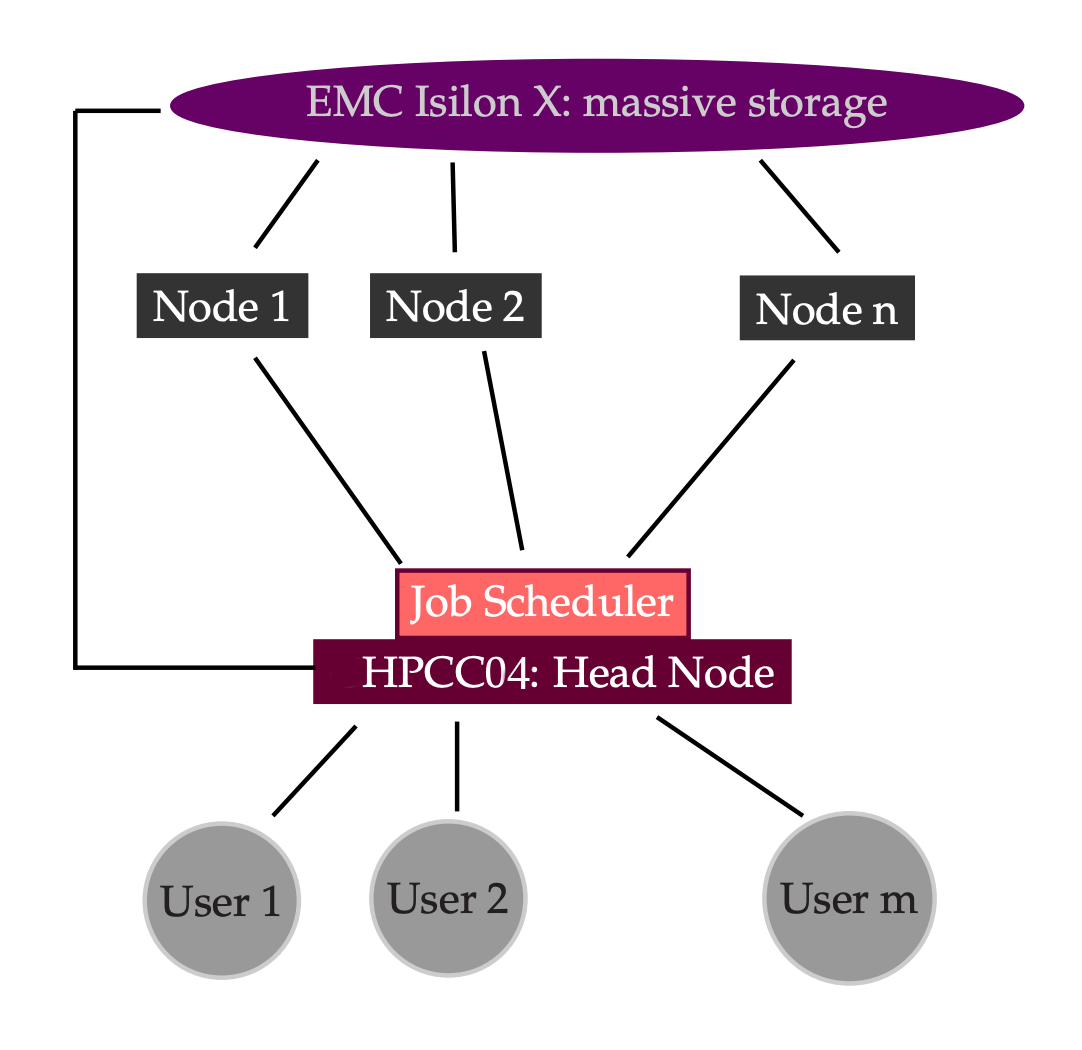 EMC Isilon X: massive storage
Node 1
Node 2
Node n
Job Scheduler
HPCC04: Head Node
User 1
User 2
User m